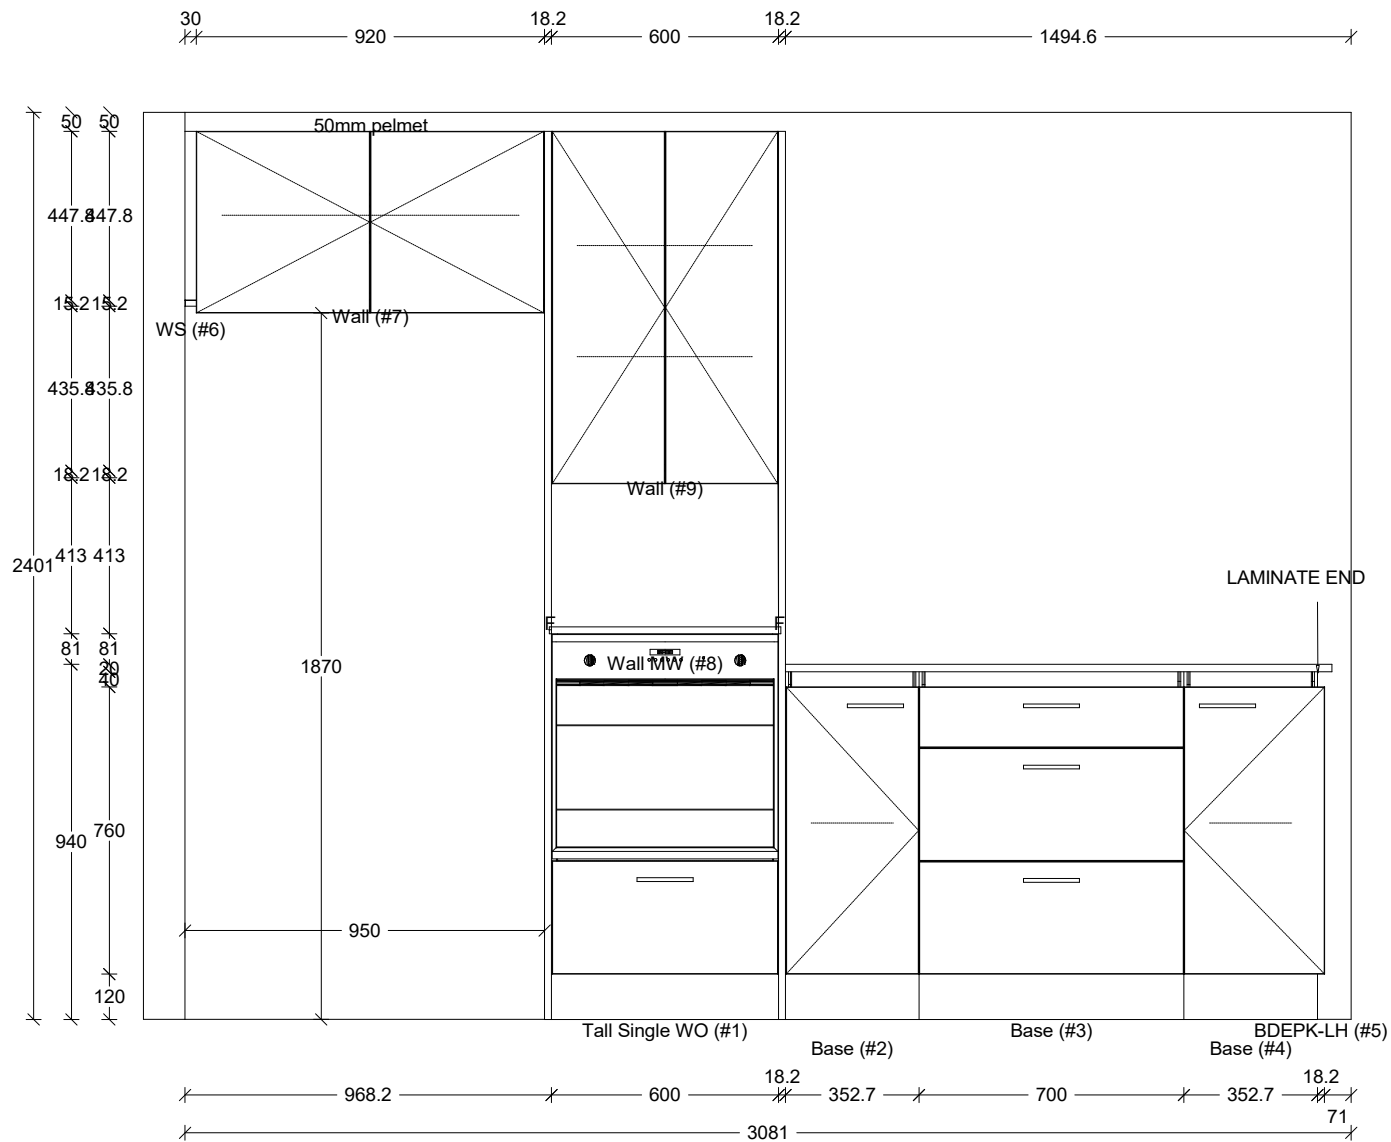 30
18.2
18.2
920
600
1494.6
50 50
50mm pelmet
447.8 447.8
15.2 15.2
WS (#6)
Wall (#7)
435.8 435.8
18.2 18.2
Wall (#9)
2401
413 413
LAMINATE END
F
F
81 81
20
40
1870
Wall MW (#8)
940
760
950
120
Tall Single WO (#1)
Base (#3)
BDEPK-LH (#5)
Base (#2)
Base (#4)
18.2
18.2
968.2
600
352.7
700
352.7
71
3081